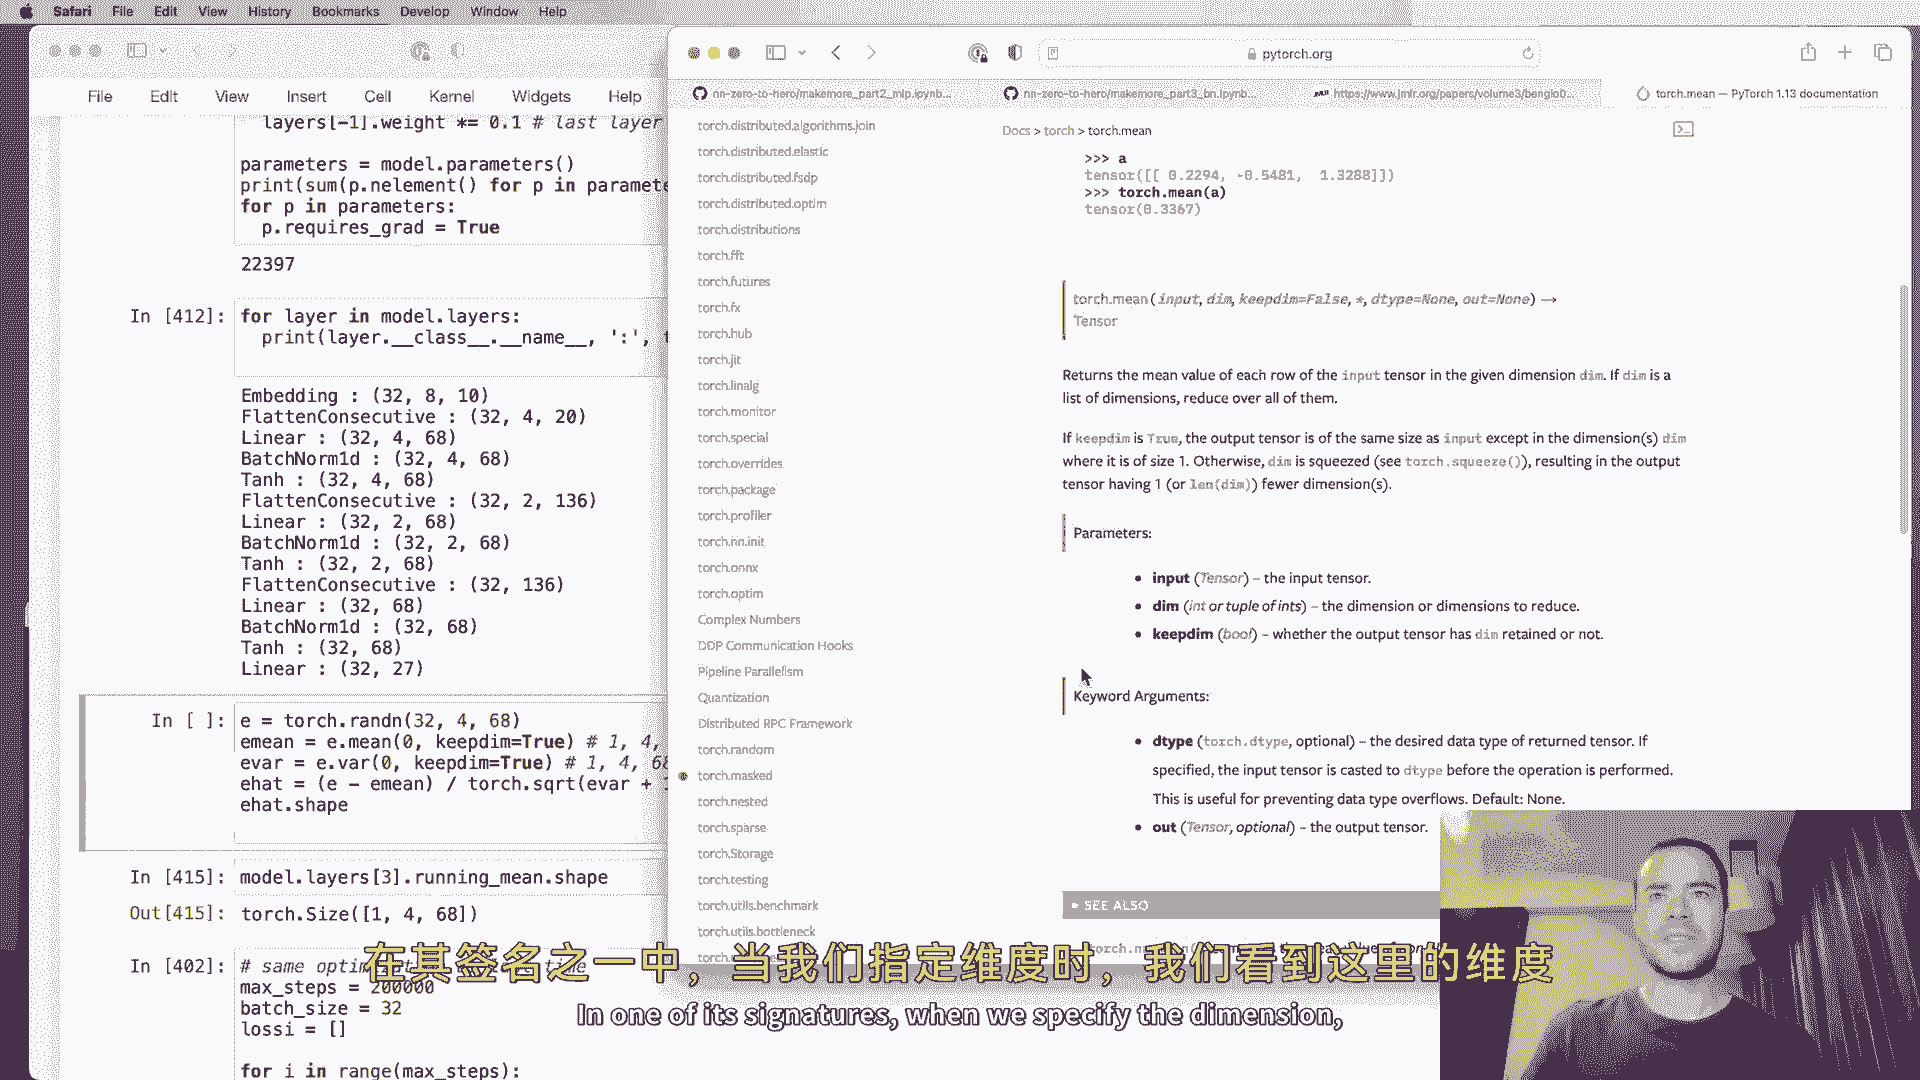 Safari File Edit View History Bookmarks Develop Window Help
File Edit View Insert Cell Kernel Widgets Help
layers[-1].weight *= 0.1 # last layer
parameters = model.parameters()
print(sum(p.nelement() for p in paramete
for p in parameters:
p.requires_grad = True
22397
In [412]: for layer in model.layers:
print(layer.__class__.__name__, ':', t
Embedding : (32, 8, 10)
FlattenConsecutive : (32, 4, 20)
Linear : (32, 4, 68)
BatchNorm1d : (32, 4, 68)
Tanh : (32, 4, 68)
FlattenConsecutive : (32, 2, 136)
Linear : (32, 2, 68)
BatchNorm1d : (32, 2, 68)
Tanh : (32, 2, 68)
FlattenConsecutive : (32, 136)
Linear : (32, 68)
BatchNorm1d : (32, 68)
Tanh : (32, 68)
Linear : (32, 27)
In [ ]: e = torch.randn(32, 4, 68)
emean = e.mean(0, keepdim=True) # 1, 4,
evar = e.var(0, keepdim=True) # 1, 4, 68
ehat = (e - emean) / torch.sqrt(evar + 1
ehat.shape
In [415]: model.layers[3].running_mean.shape
Out[415]: torch.Size([1, 4, 68])
In [402]: # same optim
max_steps = 200000
batch_size = 32
lossi = []
for i in range(max_steps):
pytorch.org
nn-zero-to-hero/makemore_part2_mlp.ipynb...
nn-zero-to-hero/makemore_part3_bn.ipynb...
https://www.jmlr.org/papers/volume3/bengio0...
torch.mean — PyTorch 1.13 documentation
torch.distributed.algorithms.join
torch.distributed.elastic
torch.distributed.fsdp
torch.distributed.optim
torch.distributions
torch.fft
torch.futures
torch.fx
torch.hub
torch.jit
torch.linalg
torch.monitor
torch.special
torch.overrides
torch.package
torch.profiler
torch.nn.init
torch.onnx
torch.optim
Complex Numbers
DDP Communication Hooks
Pipeline Parallelism
Quantization
Distributed RPC Framework
torch.random
torch.masked
torch.nested
torch.sparse
torch.Storage
torch.testing
torch.utils.benchmark
torch.utils.bottleneck
Docs > torch > torch.mean
>>> a
tensor([[ 0.2294, -0.5481, 1.3288]])
>>> torch.mean(a)
tensor(0.3367)
torch.mean(input, dim, keepdim=False, *, dtype=None, out=None) →
Tensor
Returns the mean value of each row of the input tensor in the given dimension dim. If dim is a
list of dimensions, reduce over all of them.
If keepdim is True, the output tensor is of the same size as input except in the dimension(s) dim
where it is of size 1. Otherwise, dim is squeezed (see torch.squeeze()), resulting in the output
tensor having 1 (or len(dim)) fewer dimension(s).
Parameters:
• input (Tensor) – the input tensor.
• dim (int or tuple of ints) – the dimension or dimensions to reduce.
• keepdim (bool) – whether the output tensor has dim retained or not.
Keyword Arguments:
• dtype (torch.dtype, optional) – the desired data type of returned tensor. If
specified, the input tensor is casted to dtype before the operation is performed.
This is useful for preventing data type overflows. Default: None.
• out (Tensor, optional) – the output tensor.
▸ SEE ALSO
在其签名之一中，当我们指定维度时，我们看到这里的维度
In one of its signatures, when we specify the dimension,